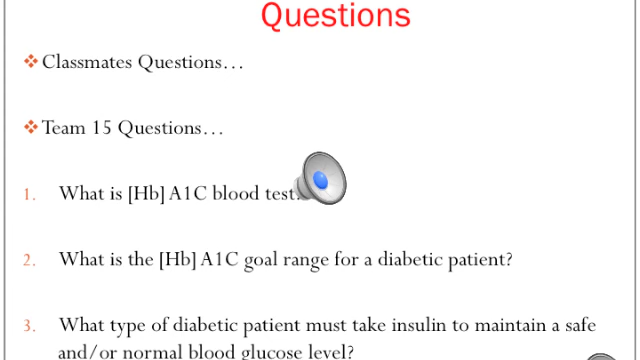 Questions
❖ Classmates Questions…
❖ Team 15 Questions…
1. What is [Hb] A1C blood test
2. What is the [Hb] A1C goal range for a diabetic patient?
3. What type of diabetic patient must take insulin to maintain a safe
and/or normal blood glucose level?